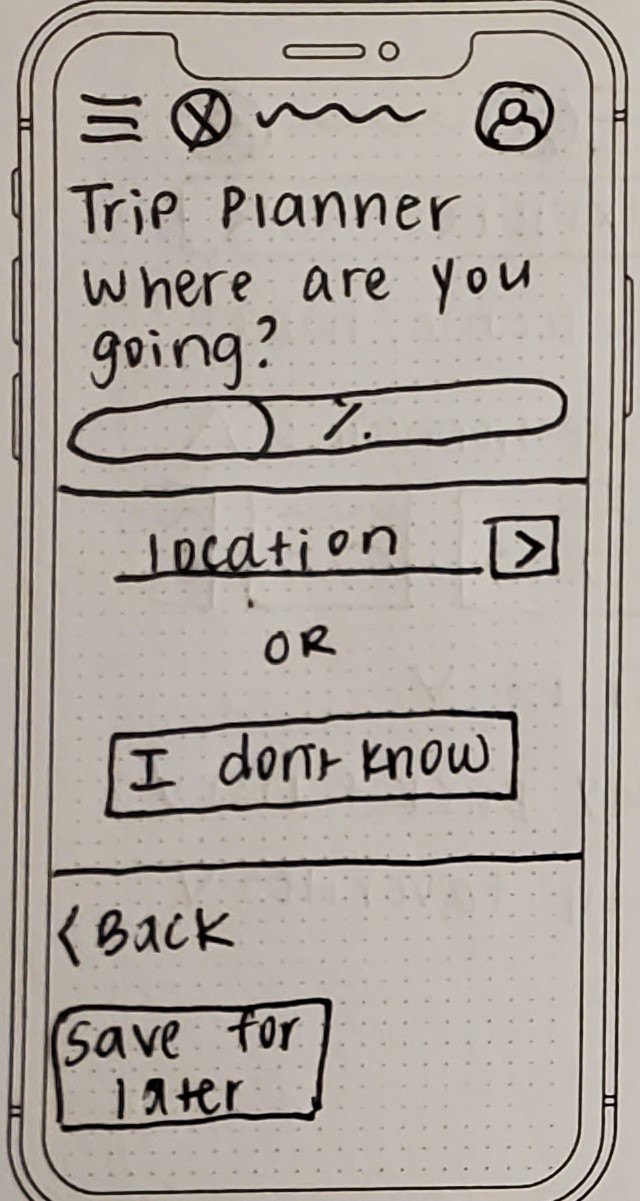 Trip Planner
Where are you
going?
%
location >
OR
I don't know
< Back
Save for
later